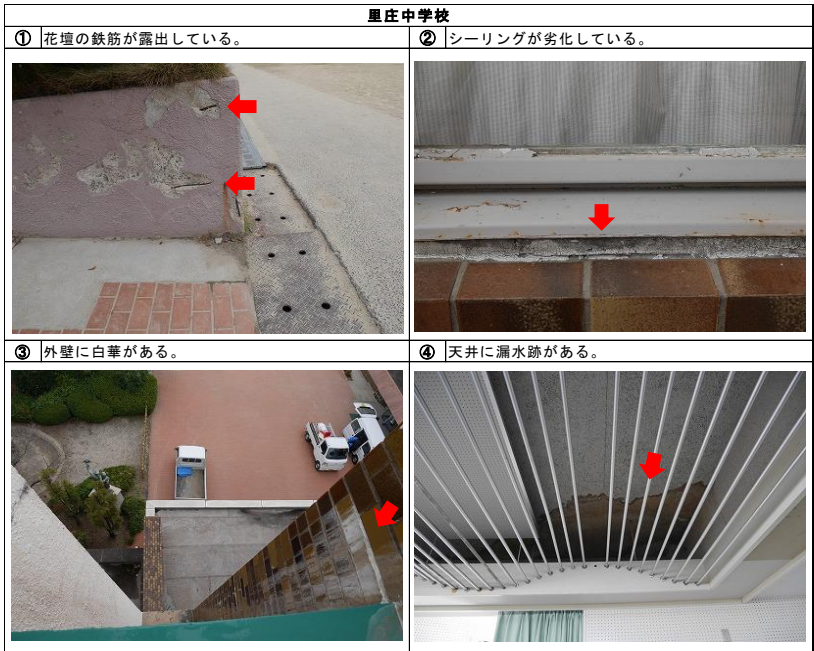 里庄中学校
① 花壇の鉄筋が露出している。
② シーリングが劣化している。
③ 外壁に白華がある。
④ 天井に漏水跡がある。